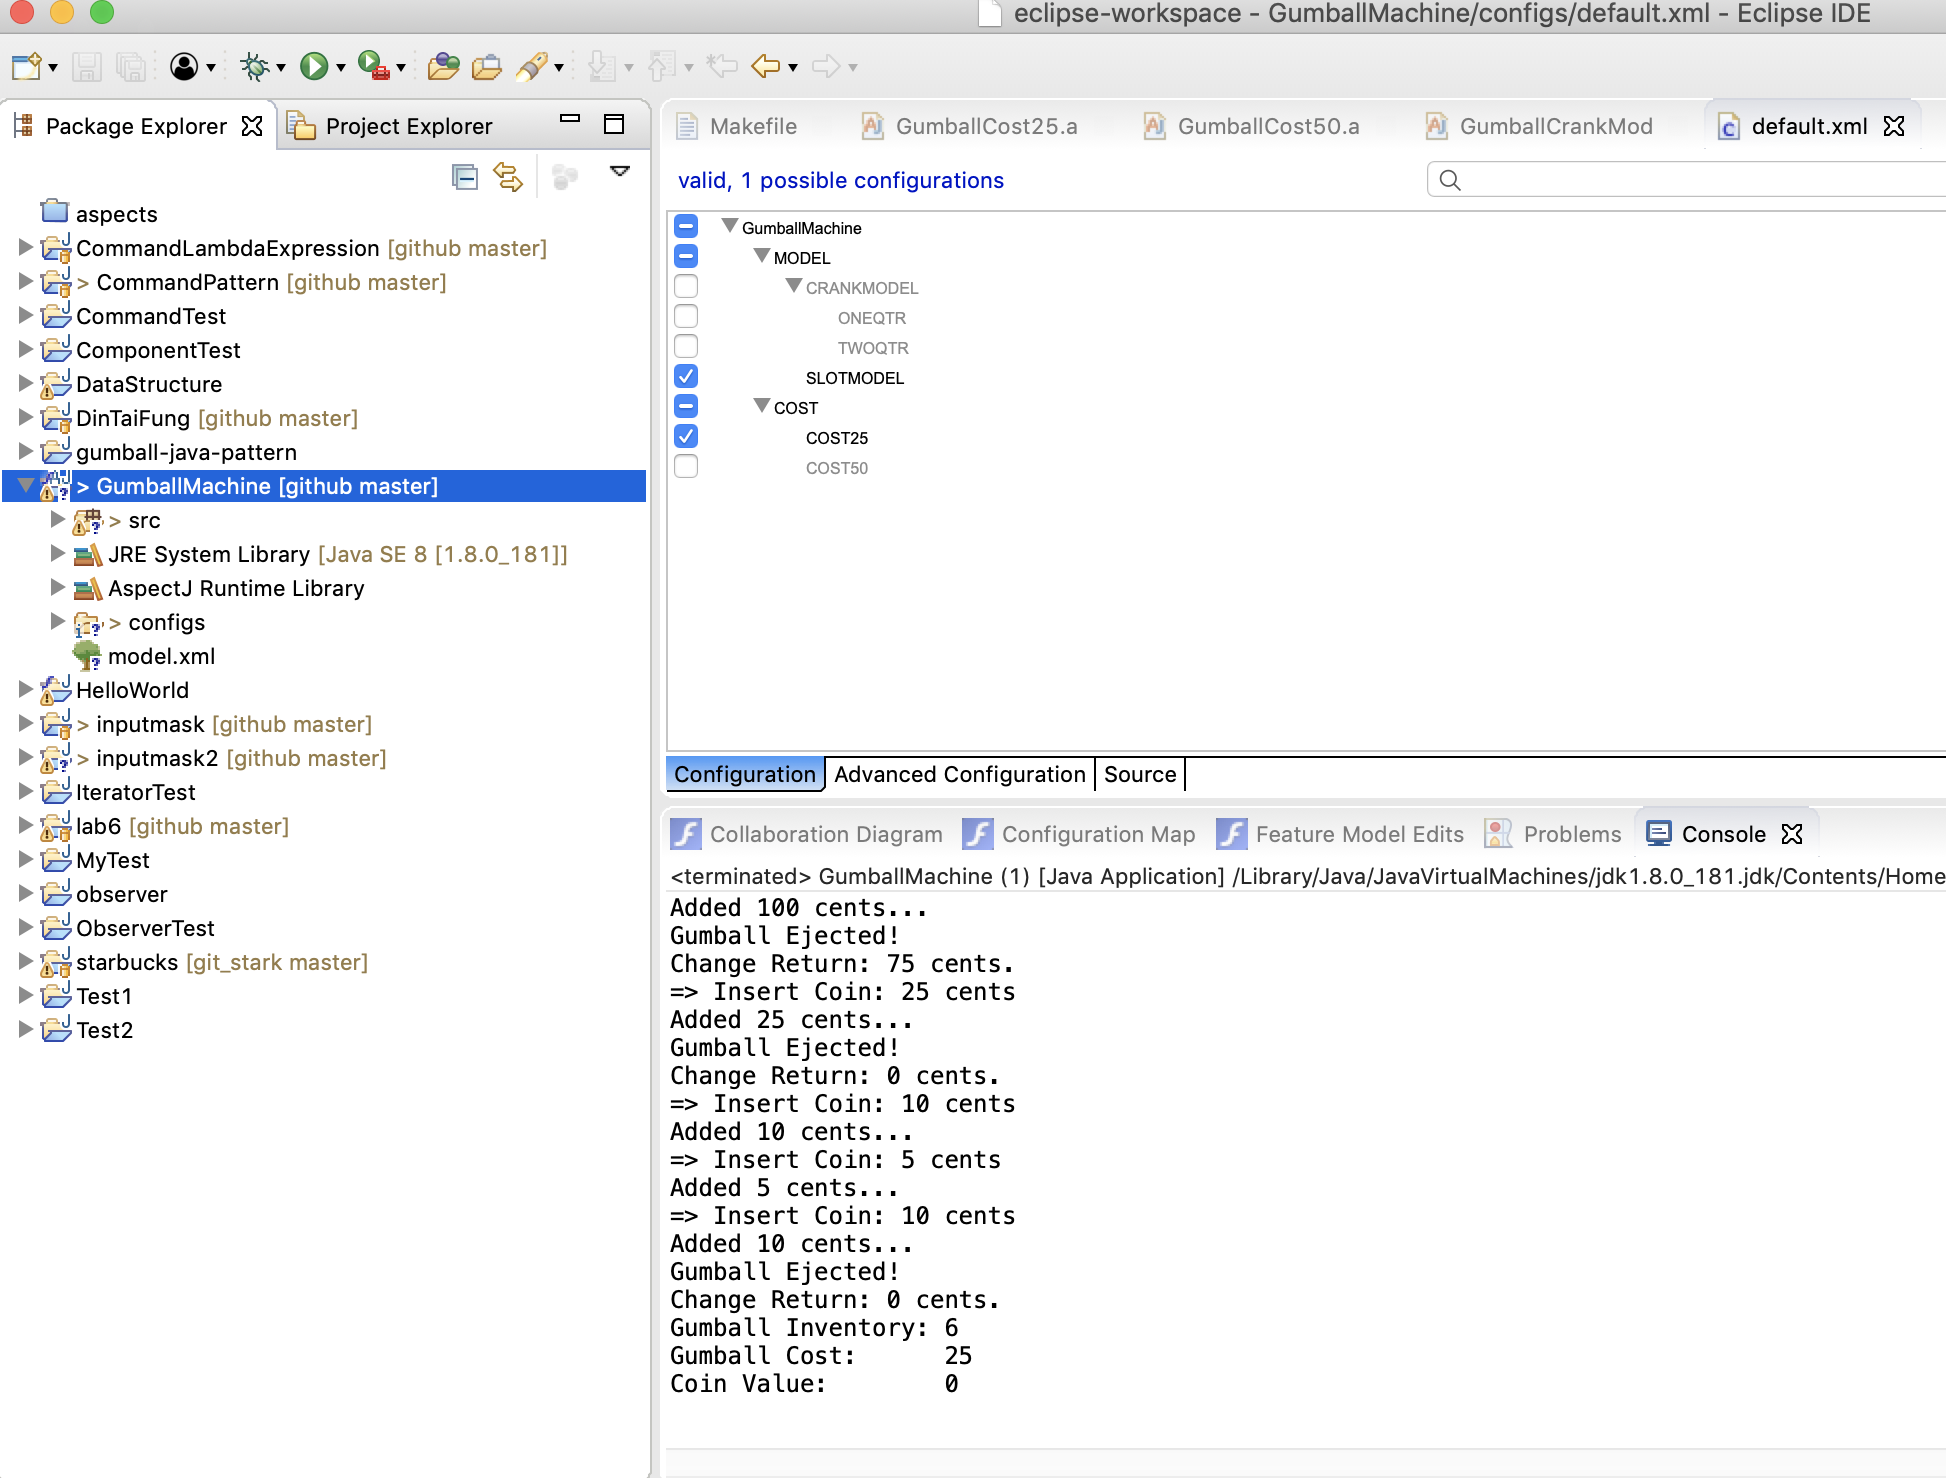 eclipse-workspace - GumballMachine/configs/default.xml - Eclipse IDE
Package Explorer
Project Explorer
aspects
CommandLambdaExpression [github master]
> CommandPattern [github master]
CommandTest
ComponentTest
DataStructure
DinTaiFung [github master]
gumball-java-pattern
> GumballMachine [github master]
> src
JRE System Library [Java SE 8 [1.8.0_181]]
AspectJ Runtime Library
> configs
model.xml
HelloWorld
> inputmask [github master]
> inputmask2 [github master]
IteratorTest
lab6 [github master]
MyTest
observer
ObserverTest
starbucks [git_stark master]
Test1
Test2
Makefile
GumballCost25.a
GumballCost50.a
GumballCrankMod
default.xml
valid, 1 possible configurations
GumballMachine
MODEL
CRANKMODEL
ONEQTR
TWOQTR
SLOTMODEL
COST
COST25
COST50
Configuration
Advanced Configuration
Source
Collaboration Diagram
Configuration Map
Feature Model Edits
Problems
Console
<terminated> GumballMachine (1) [Java Application] /Library/Java/JavaVirtualMachines/jdk1.8.0_181.jdk/Contents/Home
Added 100 cents...
Gumball Ejected!
Change Return: 75 cents.
=> Insert Coin: 25 cents
Added 25 cents...
Gumball Ejected!
Change Return: 0 cents.
=> Insert Coin: 10 cents
Added 10 cents...
=> Insert Coin: 5 cents
Added 5 cents...
=> Insert Coin: 10 cents
Added 10 cents...
Gumball Ejected!
Change Return: 0 cents.
Gumball Inventory: 6
Gumball Cost: 25
Coin Value: 0